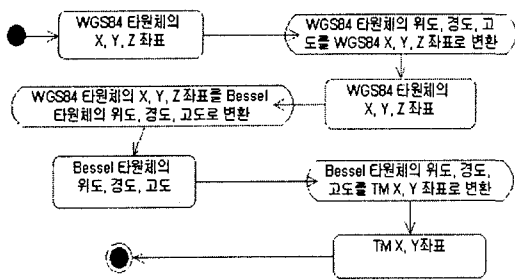 WGS84 타원체의
X, Y, Z 좌표
WGS84 타원체의 위도, 경도, 고
도를 WGS84 X, Y, Z 좌표로 변환
WGS84 타원체의 X, Y, Z 좌표를 Bessel
타원체의 위도, 경도, 고도로 변환
WGS84 타원체의
X, Y, Z 좌표
Bessel 타원체의
위도, 경도, 고도
Bessel 타원체의 위도, 경도,
고도를 TM X, Y 좌표로 변환
TM X, Y좌표